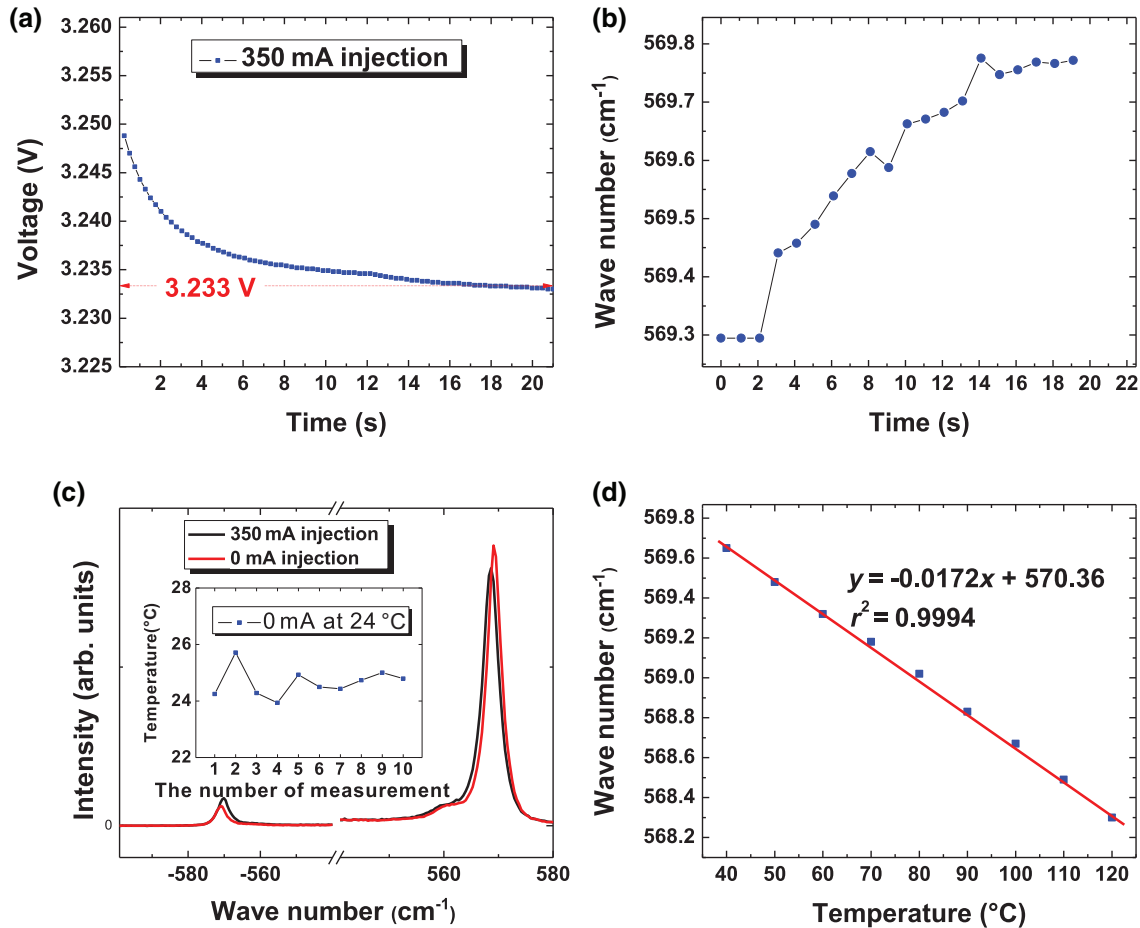 (a)
3.260
3.255
3.250
3.245
3.240
3.235
3.230
3.225
Voltage (V)
350 mA injection
3.233 V
2 4 6 8 10 12 14 16 18 20
Time (s)
(b)
569.8
569.7
569.6
569.5
569.4
569.3
Wave number (cm-1)
0 2 4 6 8 10 12 14 16 18 20 22
Time (s)
(c)
350 mA injection
0 mA injection
Intensity (arb. units)
0
28
26
24
22
Temperature(°C)
0 mA at 24 °C
1 2 3 4 5 6 7 8 9 10
The number of measurement
-580 -560 560 580
Wave number (cm-1)
(d)
569.8
569.6
569.4
569.2
569.0
568.8
568.6
568.4
568.2
Wave number (cm-1)
y = -0.0172x + 570.36
r2 = 0.9994
40 50 60 70 80 90 100 110 120
Temperature (°C)